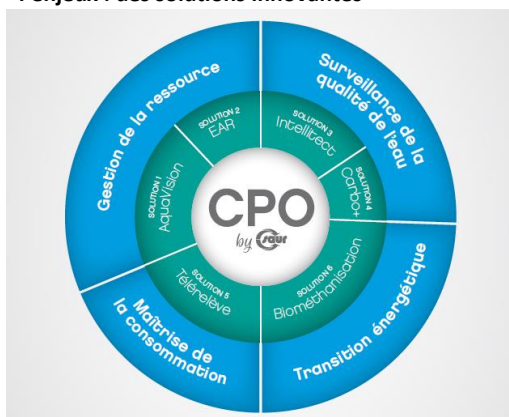 4 enjeux : des solutions innovantes
Gestion de la ressource
Surveillance de la
qualité de l'eau
Maîtrise de
la consommation
Transition énergétique
SOLUTION 1
AquaVision
SOLUTION 2
EAR
SOLUTION 3
Intellitect
SOLUTION 4
Carbo+
SOLUTION 5
Télérelève
SOLUTION 6
Biométhanisation
CPO
by saur